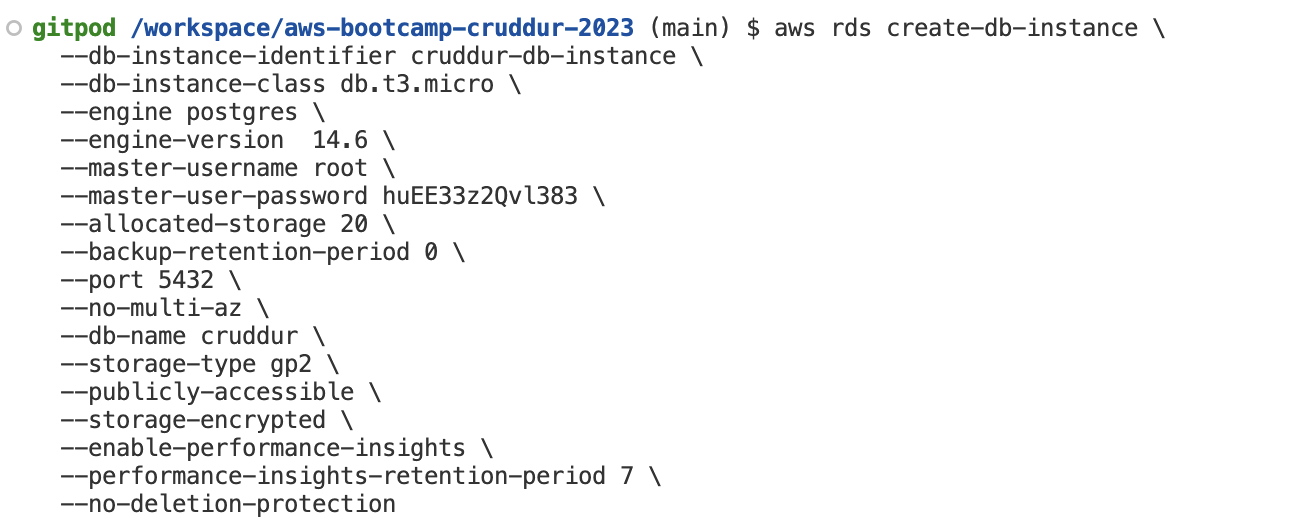 gitpod /workspace/aws-bootcamp-cruddur-2023 (main) $ aws rds create-db-instance \
  --db-instance-identifier cruddur-db-instance \
  --db-instance-class db.t3.micro \
  --engine postgres \
  --engine-version  14.6 \
  --master-username root \
  --master-user-password huEE33z2Qvl383 \
  --allocated-storage 20 \
  --backup-retention-period 0 \
  --port 5432 \
  --no-multi-az \
  --db-name cruddur \
  --storage-type gp2 \
  --publicly-accessible \
  --storage-encrypted \
  --enable-performance-insights \
  --performance-insights-retention-period 7 \
  --no-deletion-protection